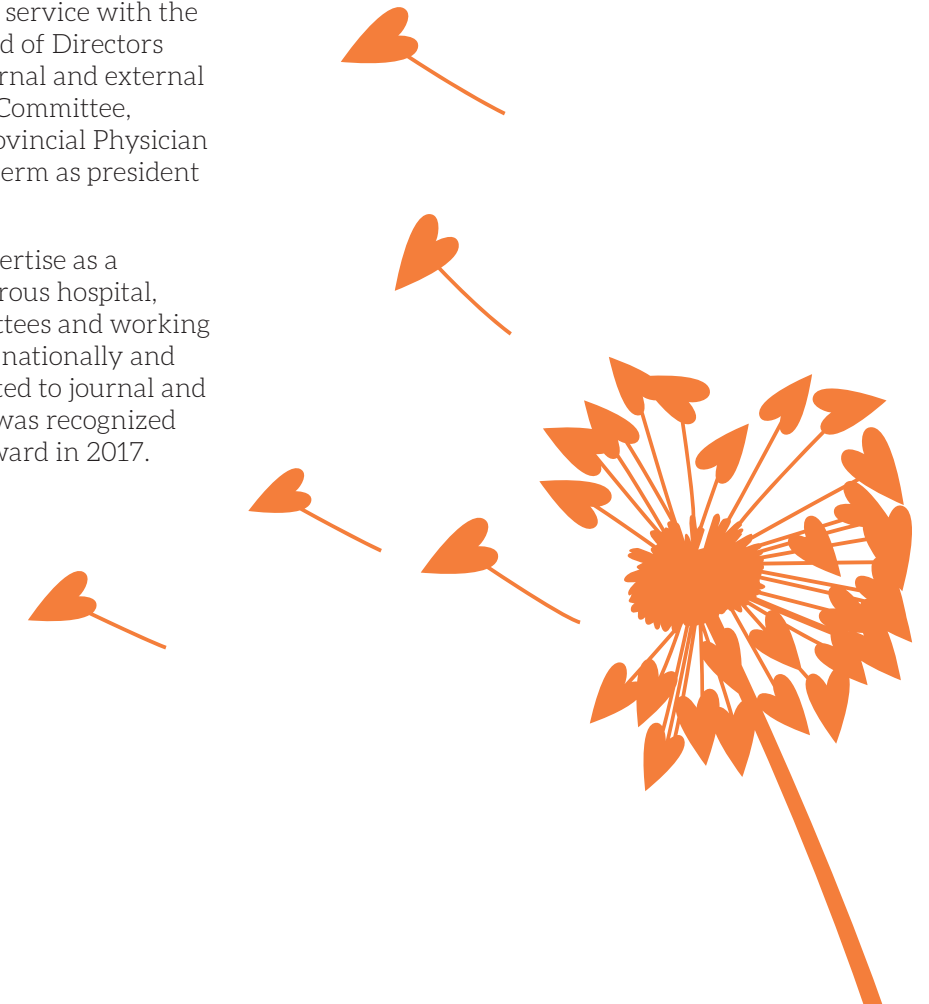 service with the
d of Directors
rnal and external
Committee,
ovincial Physician
erm as president
ertise as a
rous hospital,
ttees and working
nationally and
ted to journal and
was recognized
ward in 2017.